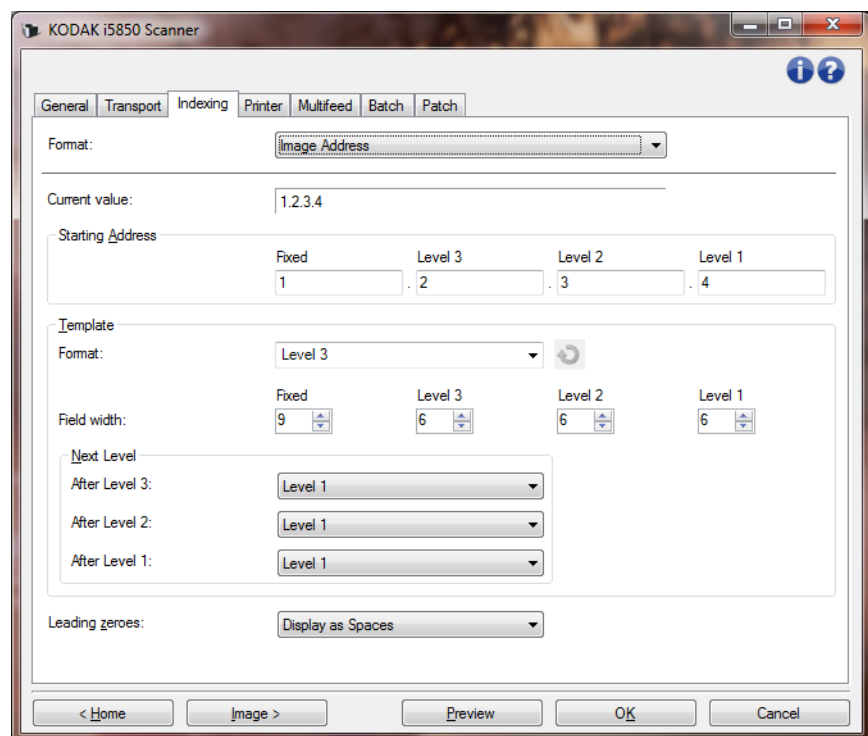 KODAK i5850 Scanner
General Transport Indexing Printer Multifeed Batch Patch
Format: Image Address
Current value: 1.2.3.4
Starting Address
Fixed Level 3 Level 2 Level 1
1 . 2 . 3 . 4
Template
Format: Level 3
Fixed Level 3 Level 2 Level 1
Field width: 9 6 6 6
Next Level
After Level 3: Level 1
After Level 2: Level 1
After Level 1: Level 1
Leading zeroes: Display as Spaces
< Home Image > Preview OK Cancel